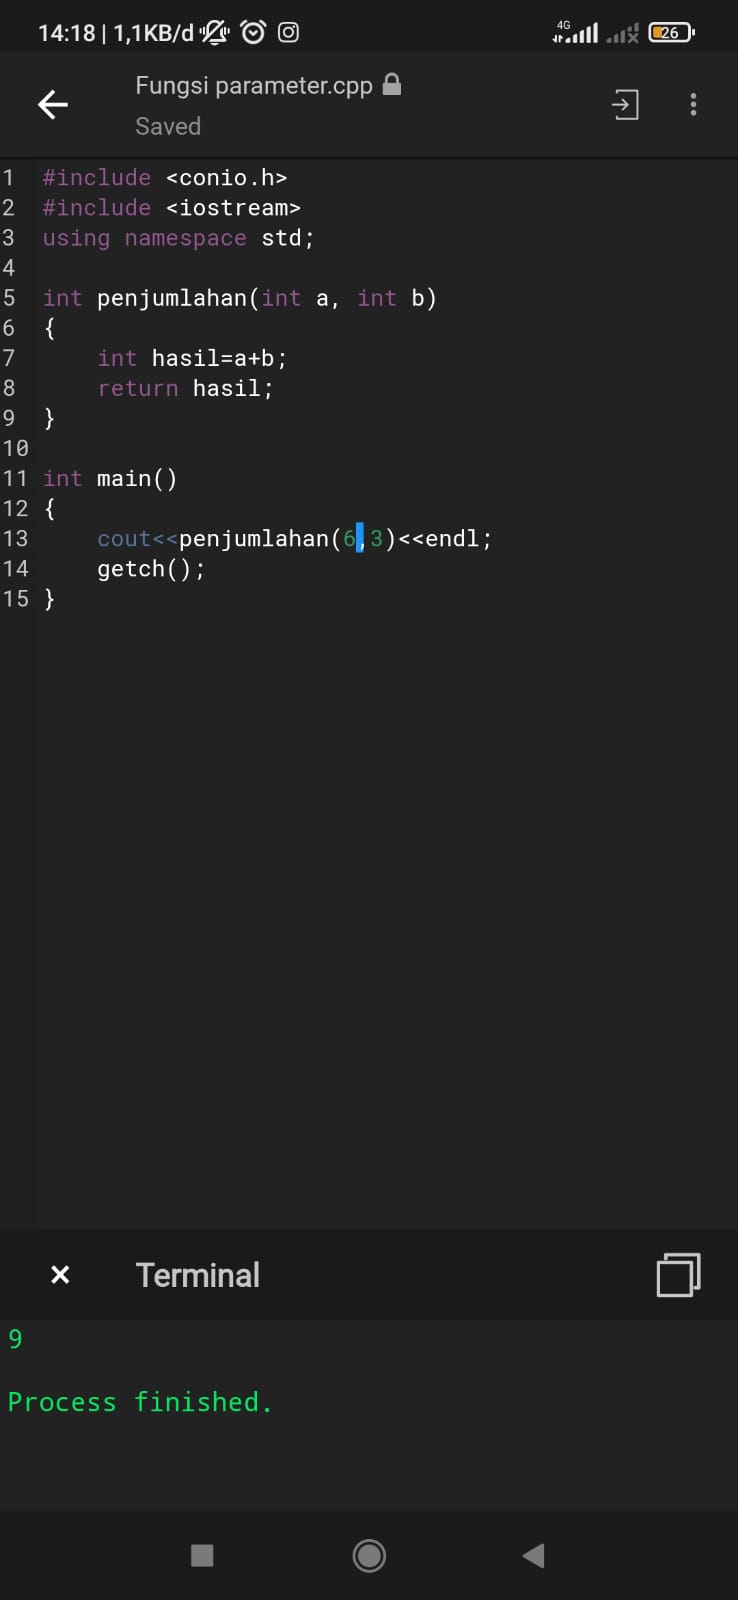 14:18 | 1,1KB/d 4G 26
Fungsi parameter.cpp
Saved
1 #include <conio.h>
2 #include <iostream>
3 using namespace std;
4
5 int penjumlahan(int a, int b)
6 {
7     int hasil=a+b;
8     return hasil;
9 }
10
11 int main()
12 {
13     cout<<penjumlahan(6,3)<<endl;
14     getch();
15 }
× Terminal
9
Process finished.